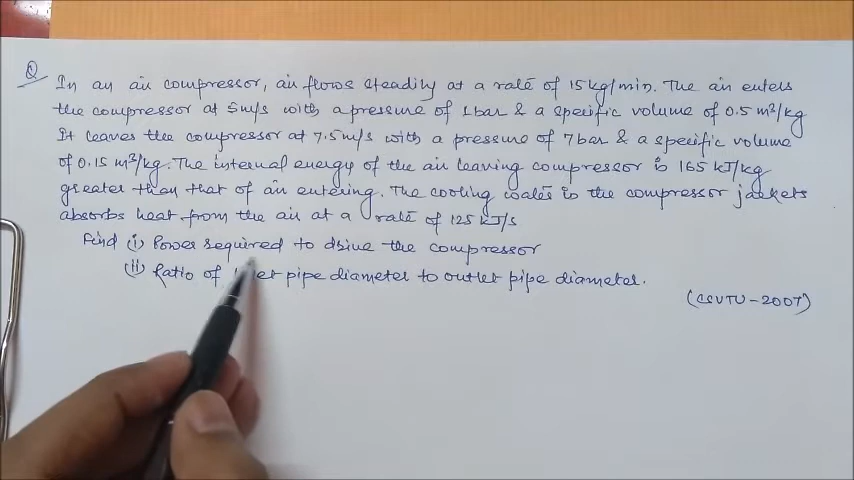 Q In an air compressor, air flows steadily at a rate of 15 kg/min. The air enters
the compressor at 5 m/s with a pressure of 1 bar & a specific volume of 0.5 m³/kg
It leaves the compressor at 7.5 m/s with a pressure of 7 bar & a specific volume
of 0.15 m³/kg. The internal energy of the air leaving compressor is 165 kJ/kg
greater than that of air entering. The cooling water in the compressor jackets
absorbs heat from the air at a rate of 125 kJ/s
Find (i) Power required to drive the compressor
(ii) Ratio of inlet pipe diameter to outlet pipe diameter.
(CSVTU-2007)